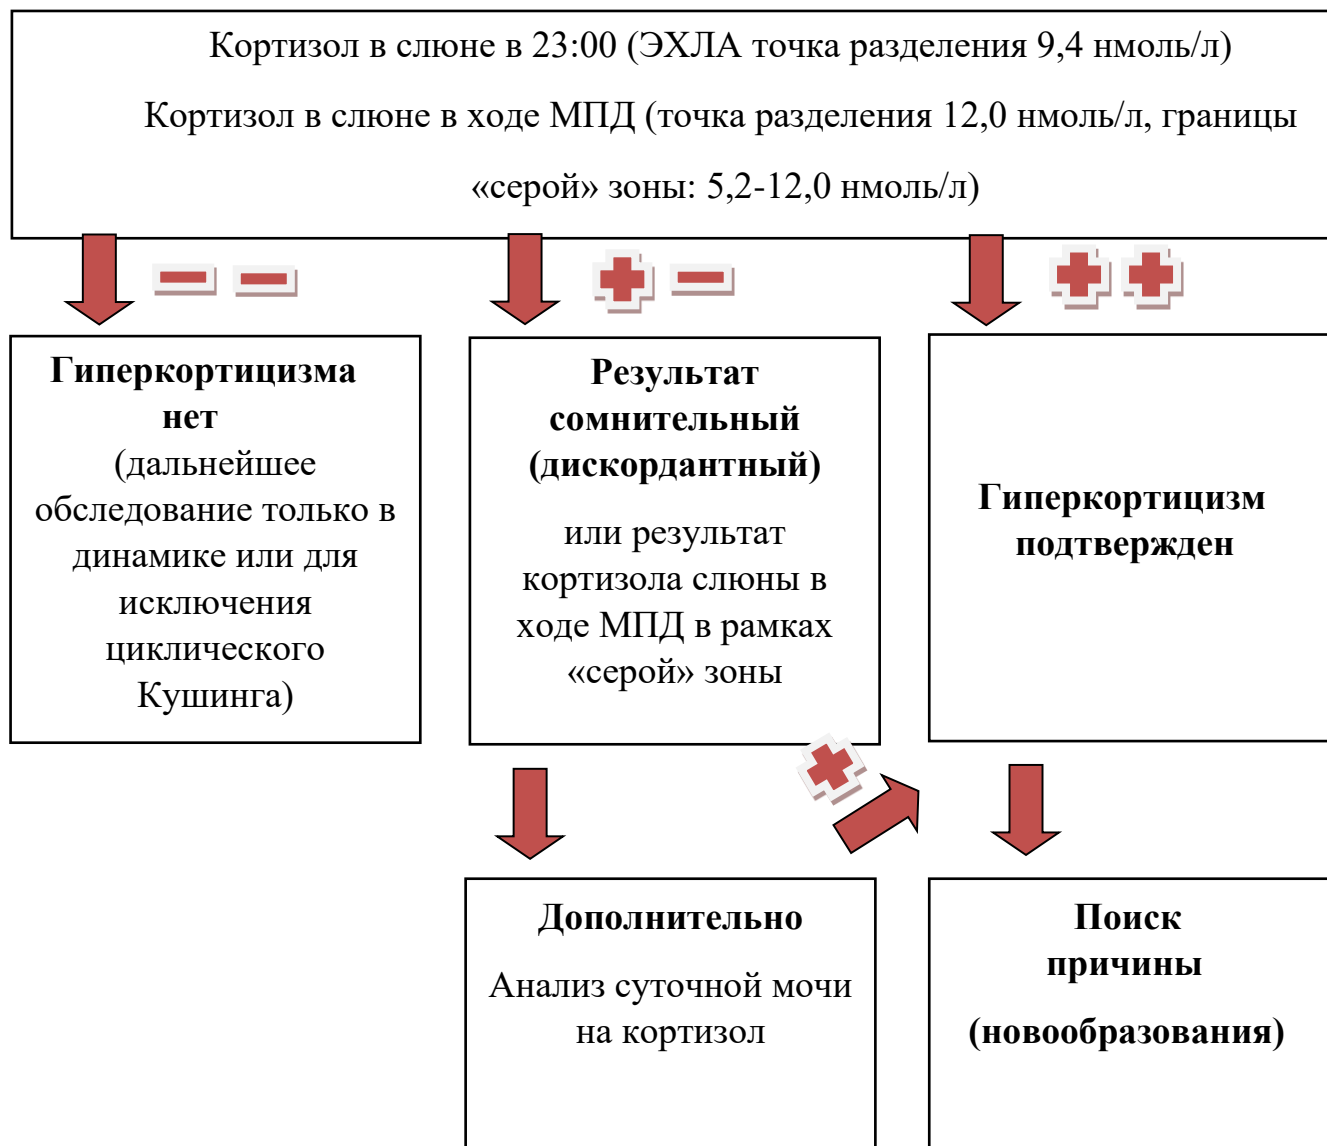 Кортизол в слюне в 23:00 (ЭХЛА точка разделения 9,4 нмоль/л)
Кортизол в слюне в ходе МПД (точка разделения 12,0 нмоль/л, границы
«серой» зоны: 5,2-12,0 нмоль/л)
Гиперкортицизма
нет
(дальнейшее
обследование только в
динамике или для
исключения
циклического
Кушинга)
Результат
сомнительный
(дискордантный)
или результат
кортизола слюны в
ходе МПД в рамках
«серой» зоны
Гиперкортицизм
подтвержден
Дополнительно
Анализ суточной мочи
на кортизол
Поиск
причины
(новообразования)